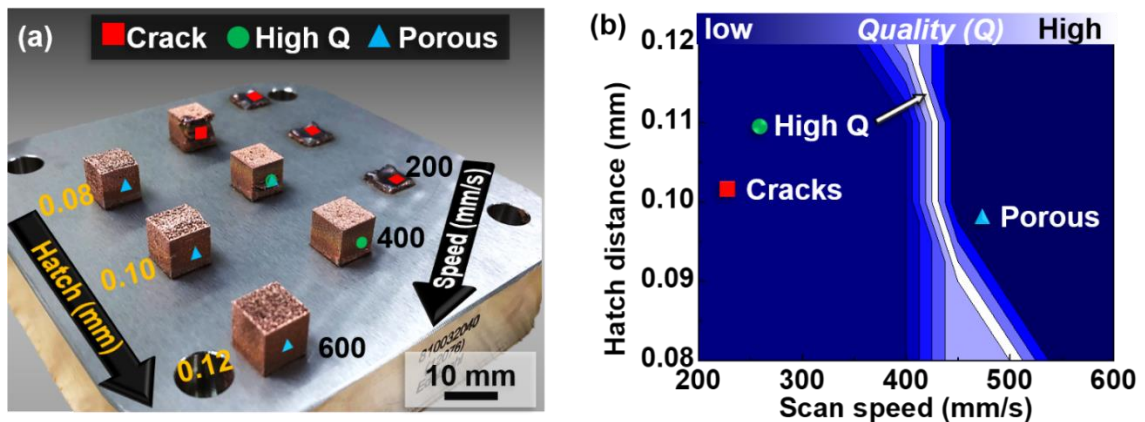 (a)
Crack High Q Porous
200
0.08
400
0.10
Hatch (mm)
Speed (mm/s)
600
0.12
810032040
10 mm
(b)
low Quality (Q) High
0.12
0.11
0.10
0.09
0.08
High Q
Cracks
Porous
Hatch distance (mm)
200 300 400 500 600
Scan speed (mm/s)